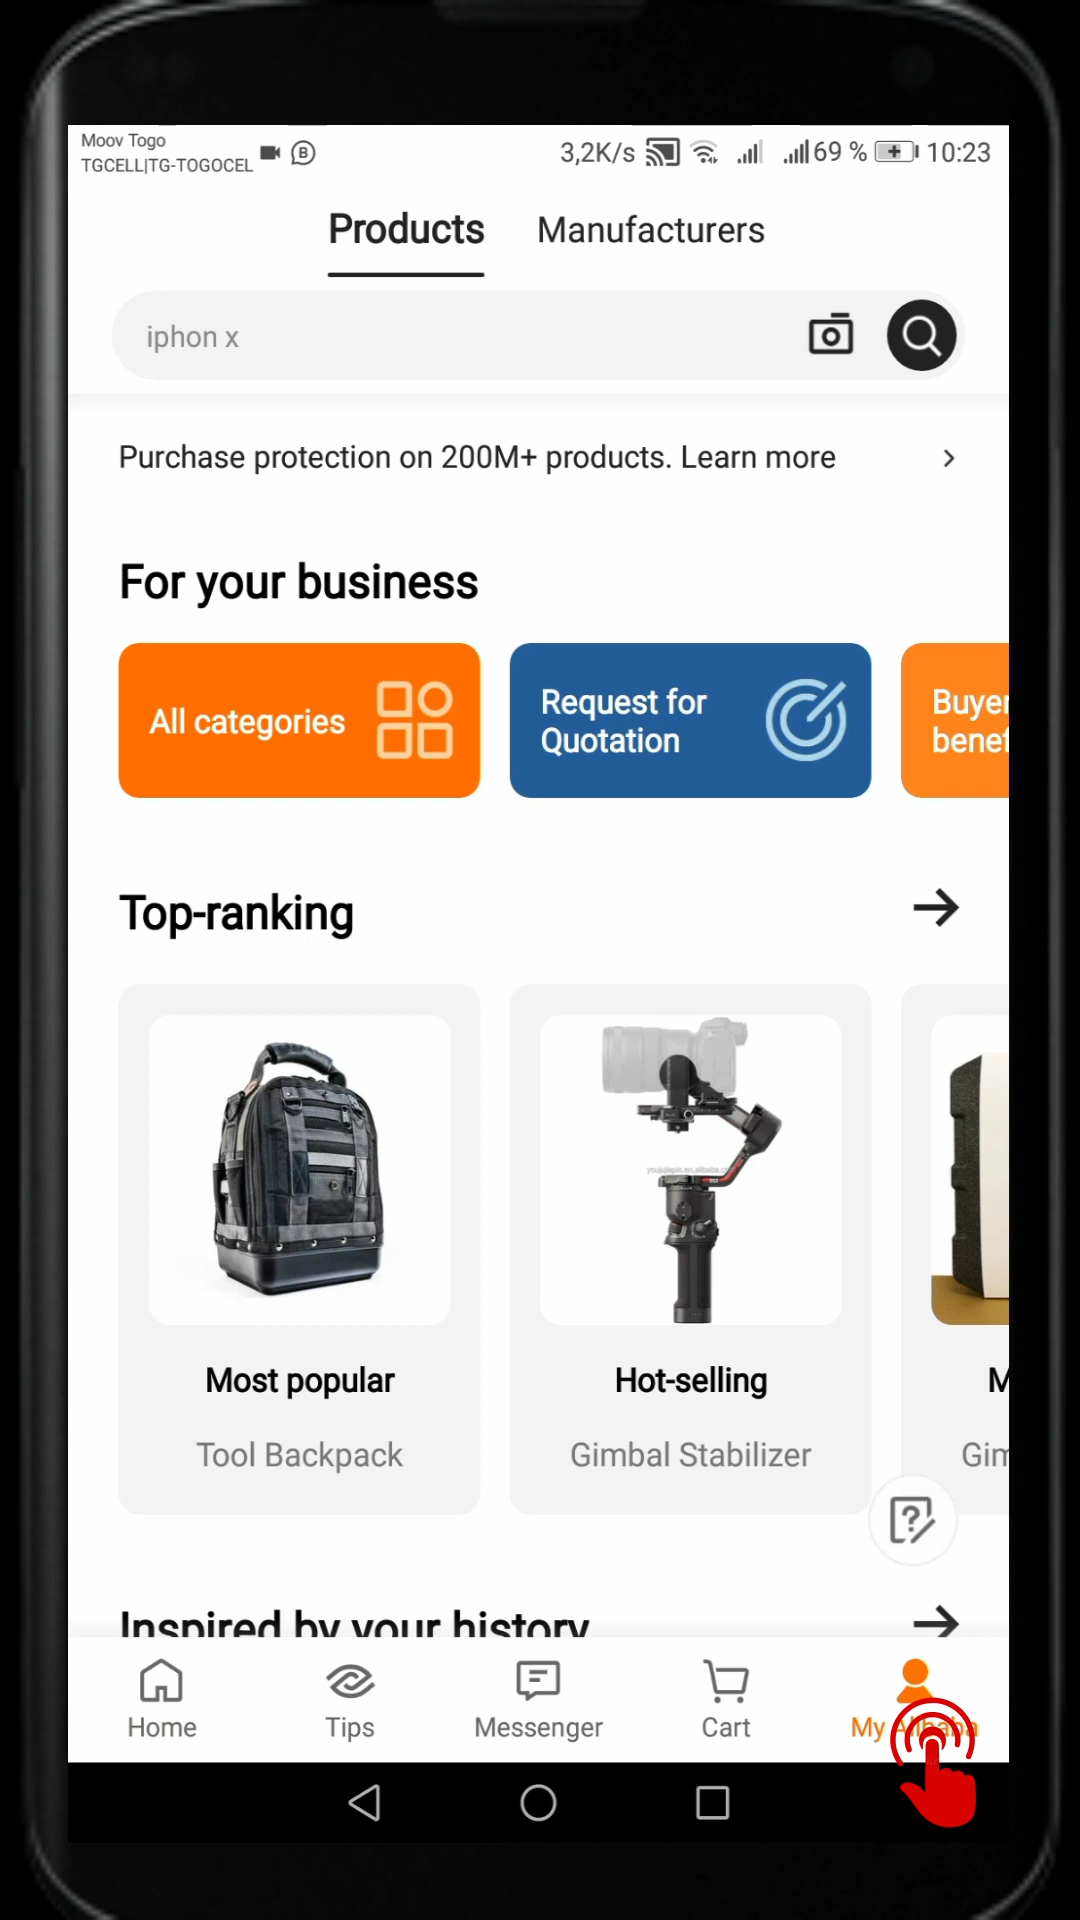 Moov Togo
TGCELL|TG-TOGOCEL
3,2K/s 69 % 10:23
Products Manufacturers
iphon x
Purchase protection on 200M+ products. Learn more
For your business
All categories
Request for
Quotation
Buyer
benef
Top-ranking
Most popular
Hot-selling
M
Tool Backpack
Gimbal Stabilizer
Gim
Inspired by your history
Home
Tips
Messenger
Cart
My Alibaba